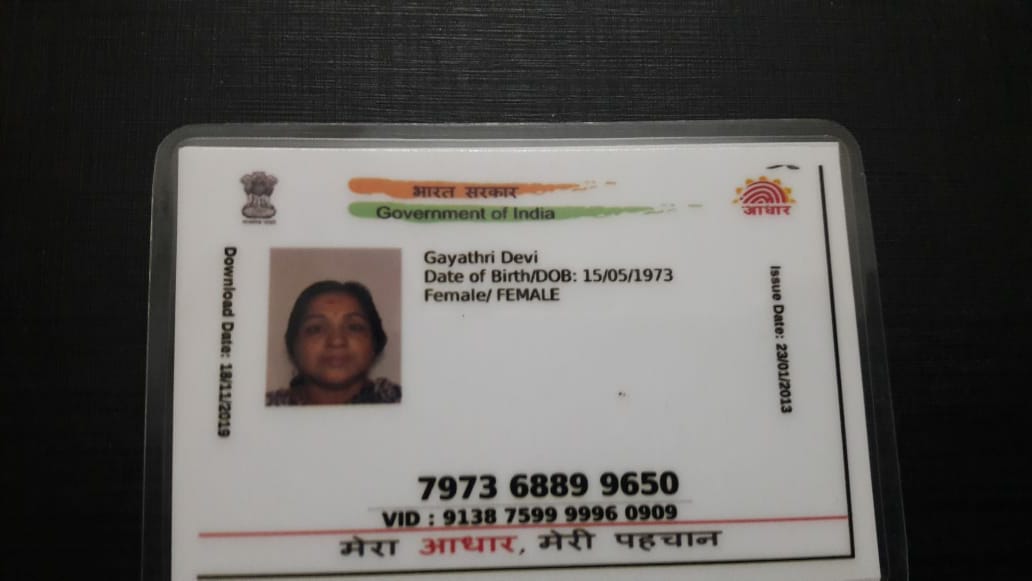 भारत सरकार
Government of India
आधार
Gayathri Devi
Date of Birth/DOB: 15/05/1973
Female/ FEMALE
Download Date: 18/11/2019
Issue Date: 23/01/2013
7973 6889 9650
VID : 9138 7599 9996 0909
मेरा आधार, मेरी पहचान